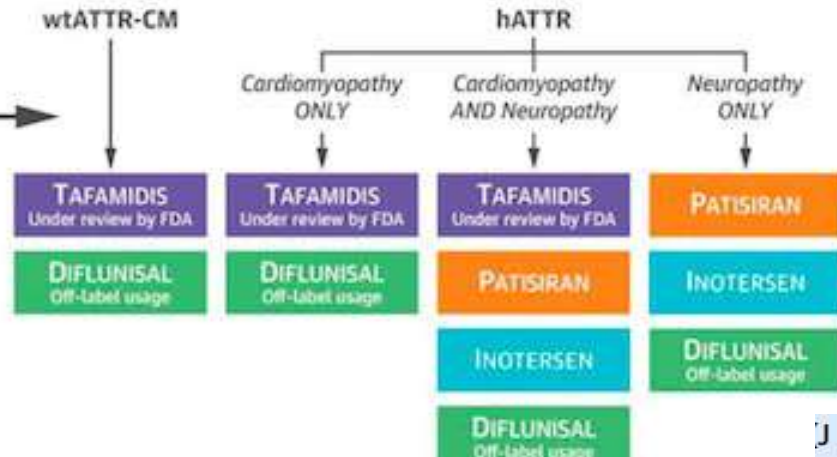 wtATTR-CM
hATTR
Cardiomyopathy
ONLY
Cardiomyopathy
AND Neuropathy
Neuropathy
ONLY
TAFAMIDIS
Under review by FDA
TAFAMIDIS
Under review by FDA
TAFAMIDIS
Under review by FDA
PATISIRAN
DIFLUNISAL
Off-label usage
DIFLUNISAL
Off-label usage
PATISIRAN
INOTERSEN
INOTERSEN
DIFLUNISAL
Off-label usage
DIFLUNISAL
Off-label usage
(J